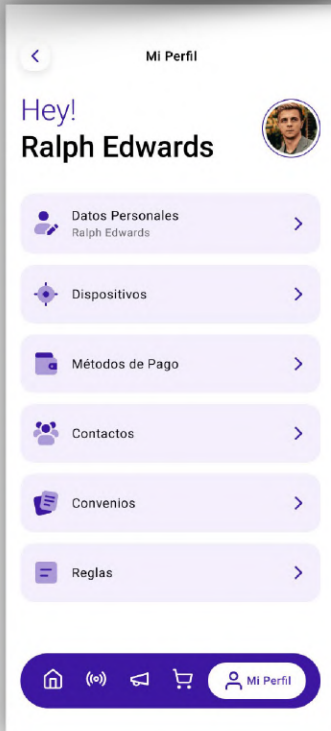 Mi Perfil
Hey!
Ralph Edwards
Datos Personales
Ralph Edwards
Dispositivos
Métodos de Pago
Contactos
Convenios
Reglas
Mi Perfil